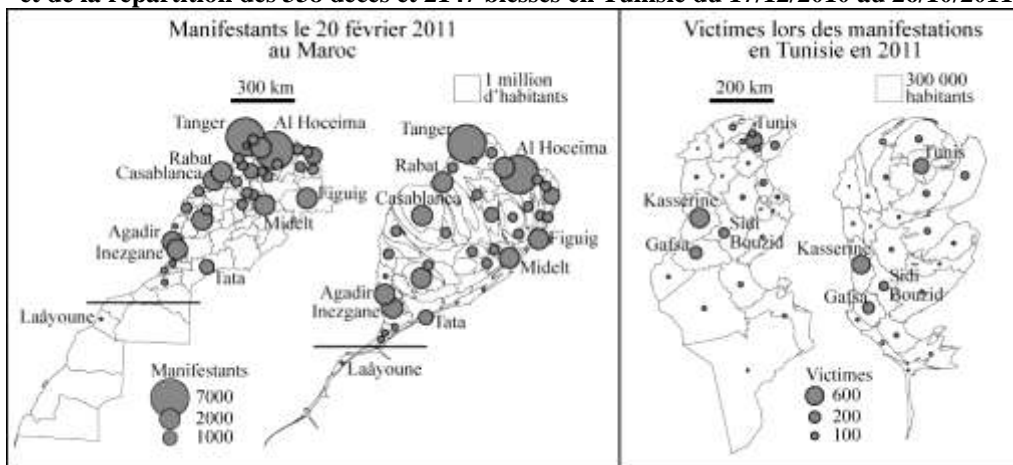 et de la répartition des 338 décès et 2147 blessés en Tunisie du 17/12/2010 au 26/10/2011
Manifestants le 20 février 2011
au Maroc
300 km
1 million
d'habitants
Tanger
Al Hoceima
Rabat
Casablanca
Figuig
Midelt
Agadir
Inezgane
Tata
Laâyoune
Manifestants
7000
2000
1000
Tanger
Al Hoceima
Rabat
Casablanca
Figuig
Midelt
Agadir
Inezgane
Tata
Laâyoune
Victimes lors des manifestations
en Tunisie en 2011
200 km
300 000
habitants
Tunis
Kasserine
Sidi
Bouzid
Gafsa
Tunis
Kasserine
Sidi
Bouzid
Gafsa
Victimes
600
200
100